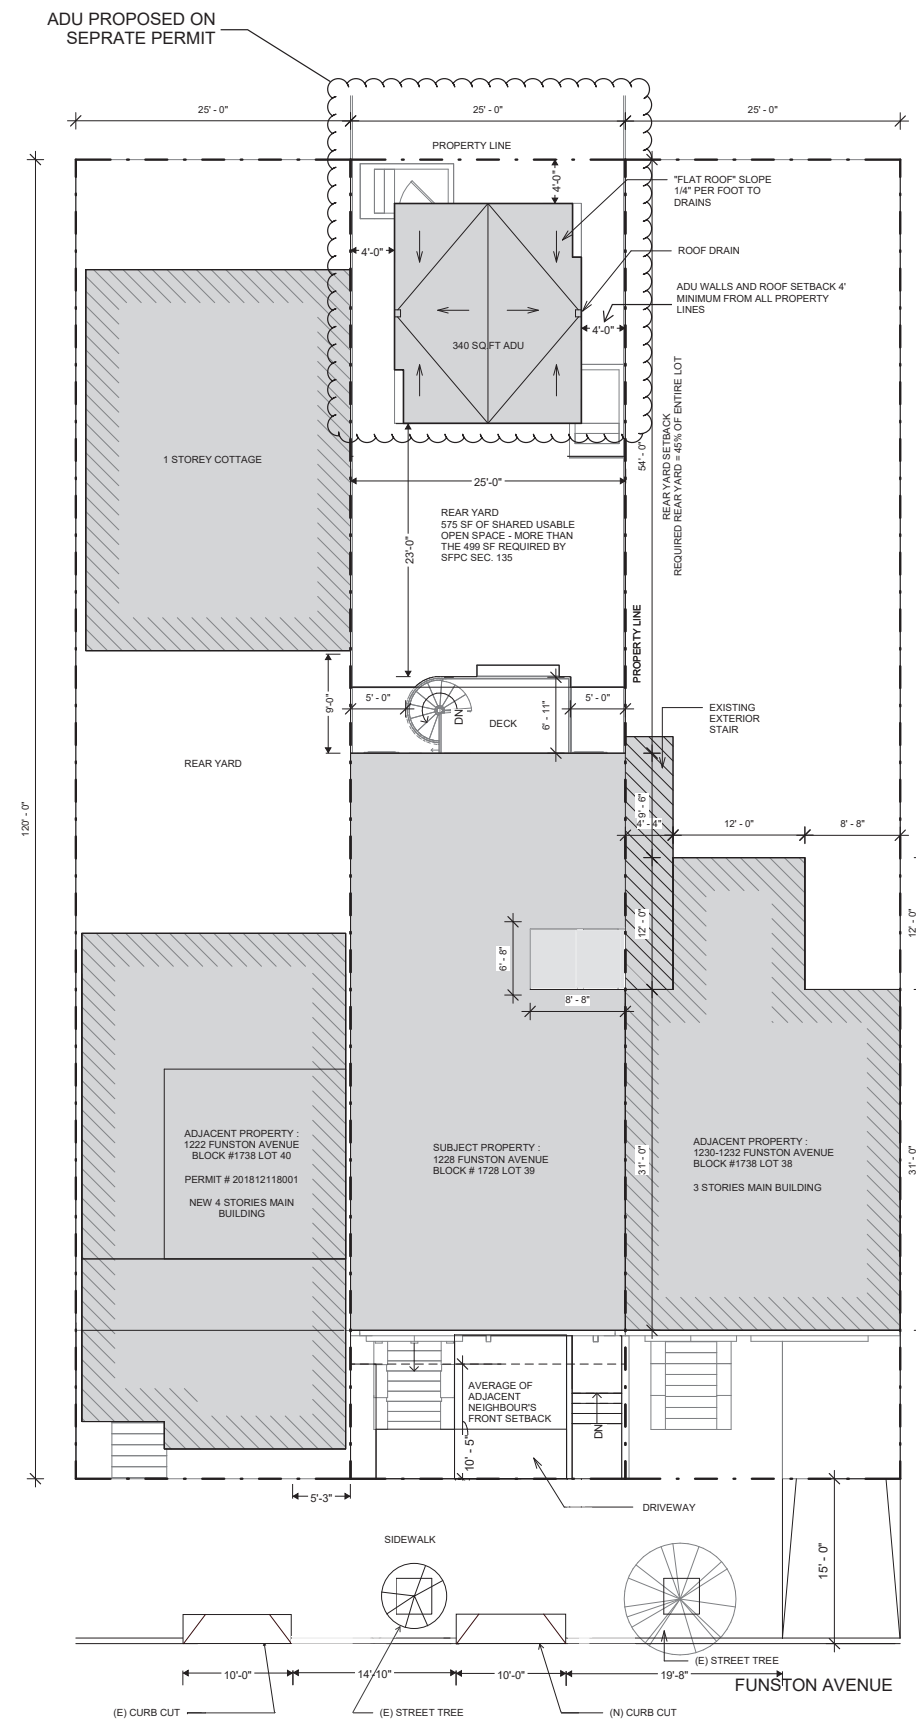 ADU PROPOSED ON
SEPRATE PERMIT
25' - 0"
25' - 0"
25' - 0"
PROPERTY LINE
4'-0"
"FLAT ROOF" SLOPE
1/4" PER FOOT TO
DRAINS
4'-0"
ROOF DRAIN
ADU WALLS AND ROOF SETBACK 4'
MINIMUM FROM ALL PROPERTY
LINES
4'-0"
340 SQ.FT ADU
1 STOREY COTTAGE
54' - 0"
REAR YARD SETBACK
REQUIRED REAR YARD = 45% OF ENTIRE LOT
25'-0"
REAR YARD
575 SF OF SHARED USABLE
OPEN SPACE - MORE THAN
THE 499 SF REQUIRED BY
SFPC SEC. 135
23'-0"
PROPERTY LINE
9'-0"
5' - 0"
DN
DECK
6' - 11"
5' - 0"
EXISTING
EXTERIOR
STAIR
REAR YARD
120' - 0"
9' - 6"
4' - 4"
12' - 0"
8' - 8"
12' - 0"
12' - 0"
6' - 8"
8' - 8"
ADJACENT PROPERTY :
1222 FUNSTON AVENUE
BLOCK #1738 LOT 40
PERMIT # 201812118001
NEW 4 STORIES MAIN
BUILDING
SUBJECT PROPERTY :
1228 FUNSTON AVENUE
BLOCK # 1728 LOT 39
31' - 0"
ADJACENT PROPERTY :
1230-1232 FUNSTON AVENUE
BLOCK #1738 LOT 38
3 STORIES MAIN BUILDING
31' - 0"
AVERAGE OF
ADJACENT
NEIGHBOUR'S
FRONT SETBACK
10' - 5"
DN
5'-3"
DRIVEWAY
SIDEWALK
15' - 0"
(E) STREET TREE
10'-0"
14'-10"
10'-0"
19'-8"
FUNSTON AVENUE
(E) CURB CUT
(E) STREET TREE
(N) CURB CUT